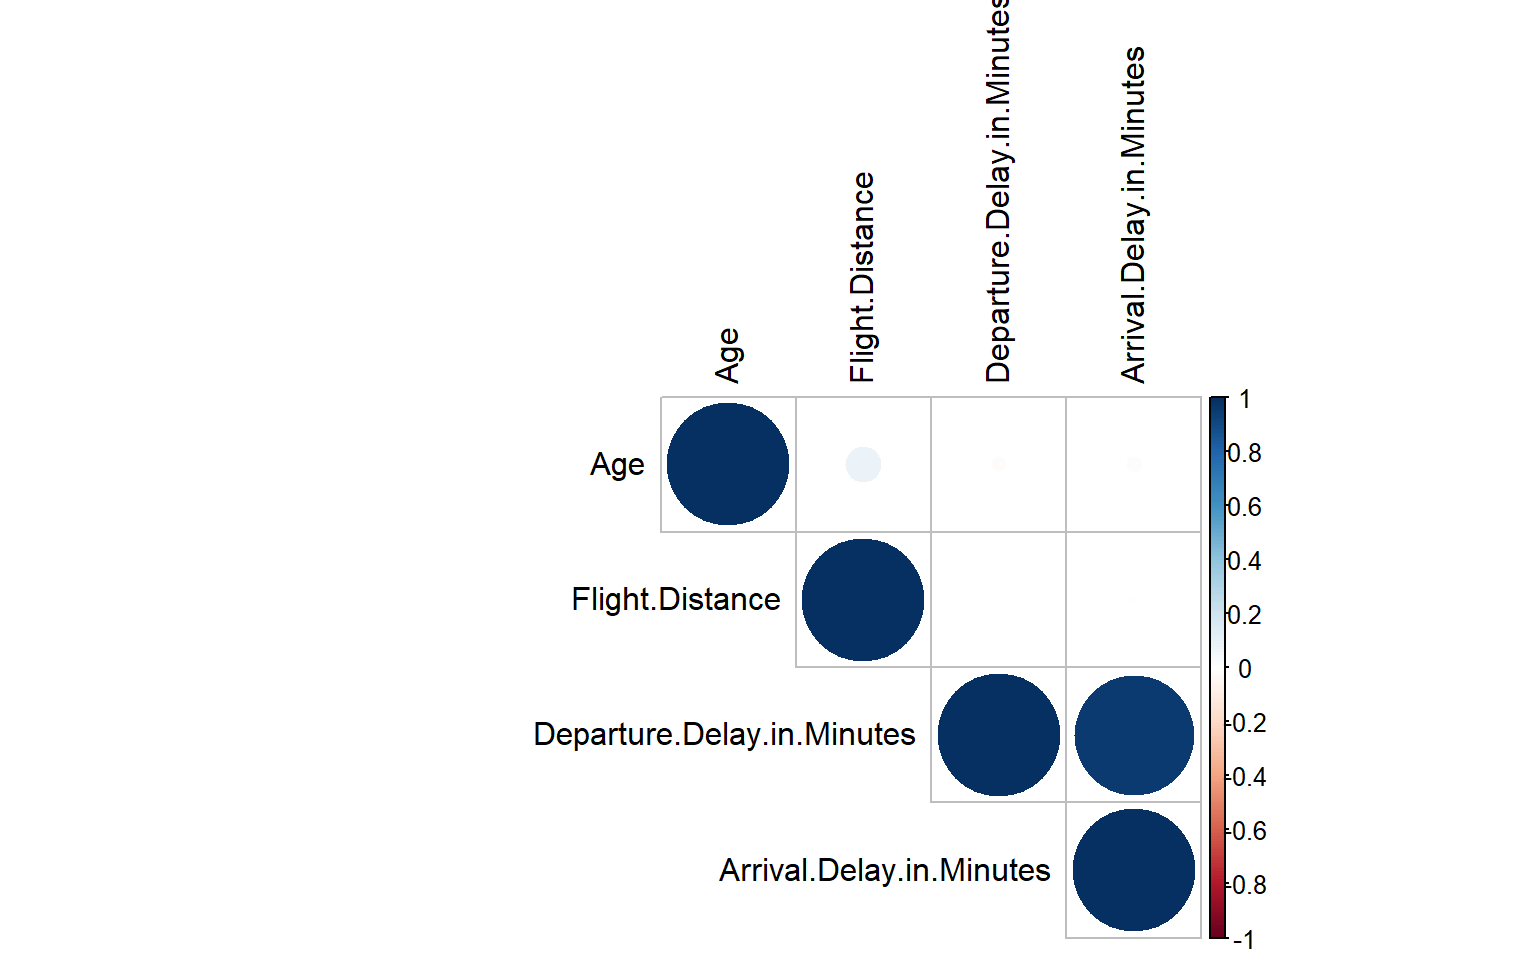 Age
Flight.Distance
Departure.Delay.in.Minutes
Arrival.Delay.in.Minutes
Age
Flight.Distance
Departure.Delay.in.Minutes
Arrival.Delay.in.Minutes
1
0.8
0.6
0.4
0.2
0
-0.2
-0.4
-0.6
-0.8
-1